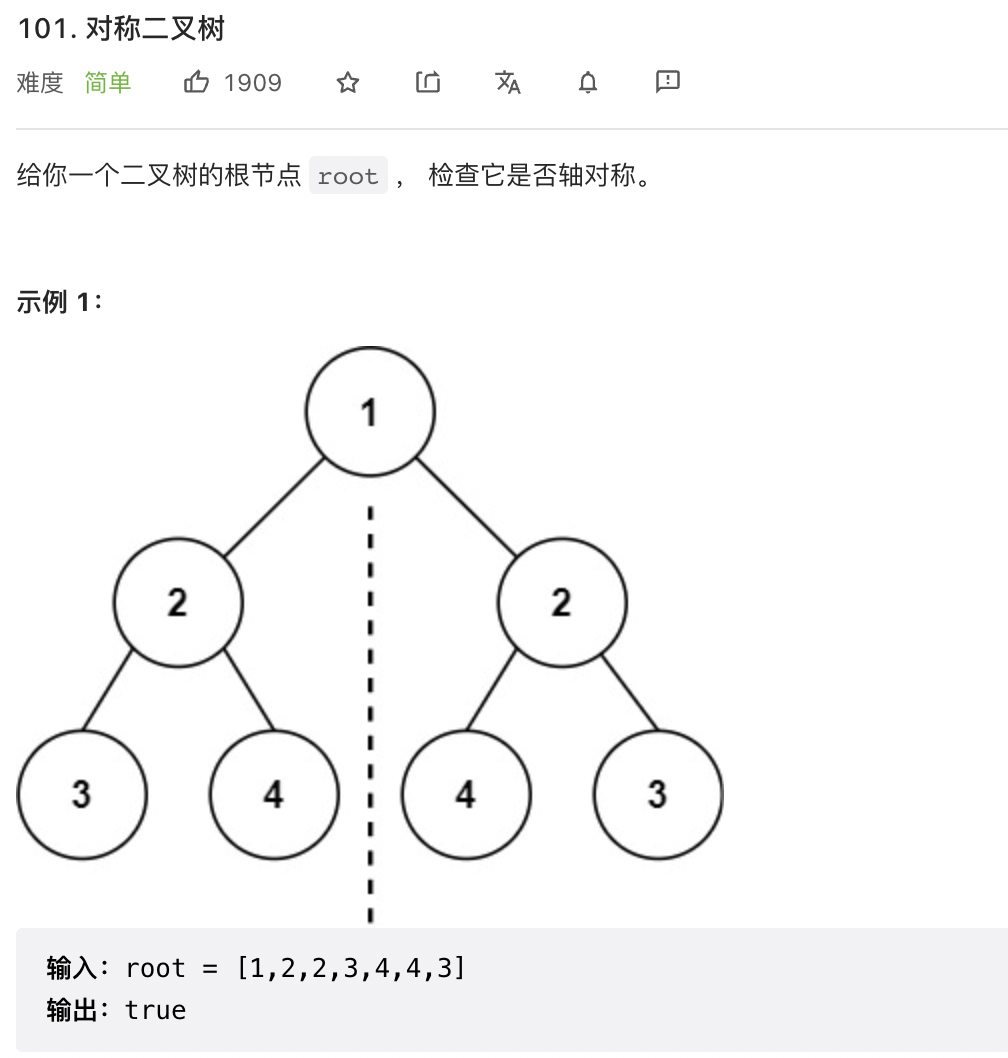 101. 对称二叉树
难度 简单 1909
给你一个二叉树的根节点 root ， 检查它是否轴对称。
示例 1：
1
2 2
3 4 4 3
输入：root = [1,2,2,3,4,4,3]
输出：true